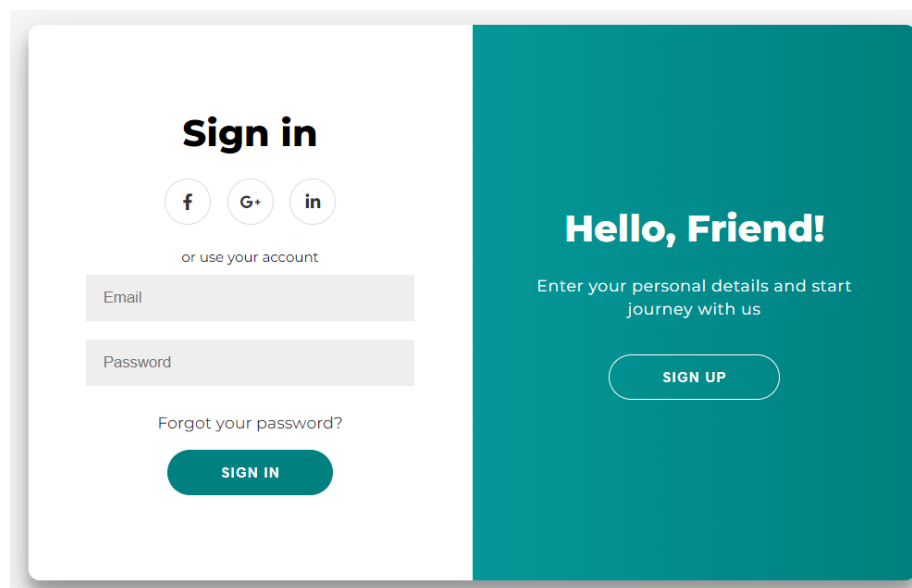 Sign in
f G+ in
or use your account
Email
Password
Forgot your password?
SIGN IN
Hello, Friend!
Enter your personal details and start
journey with us
SIGN UP